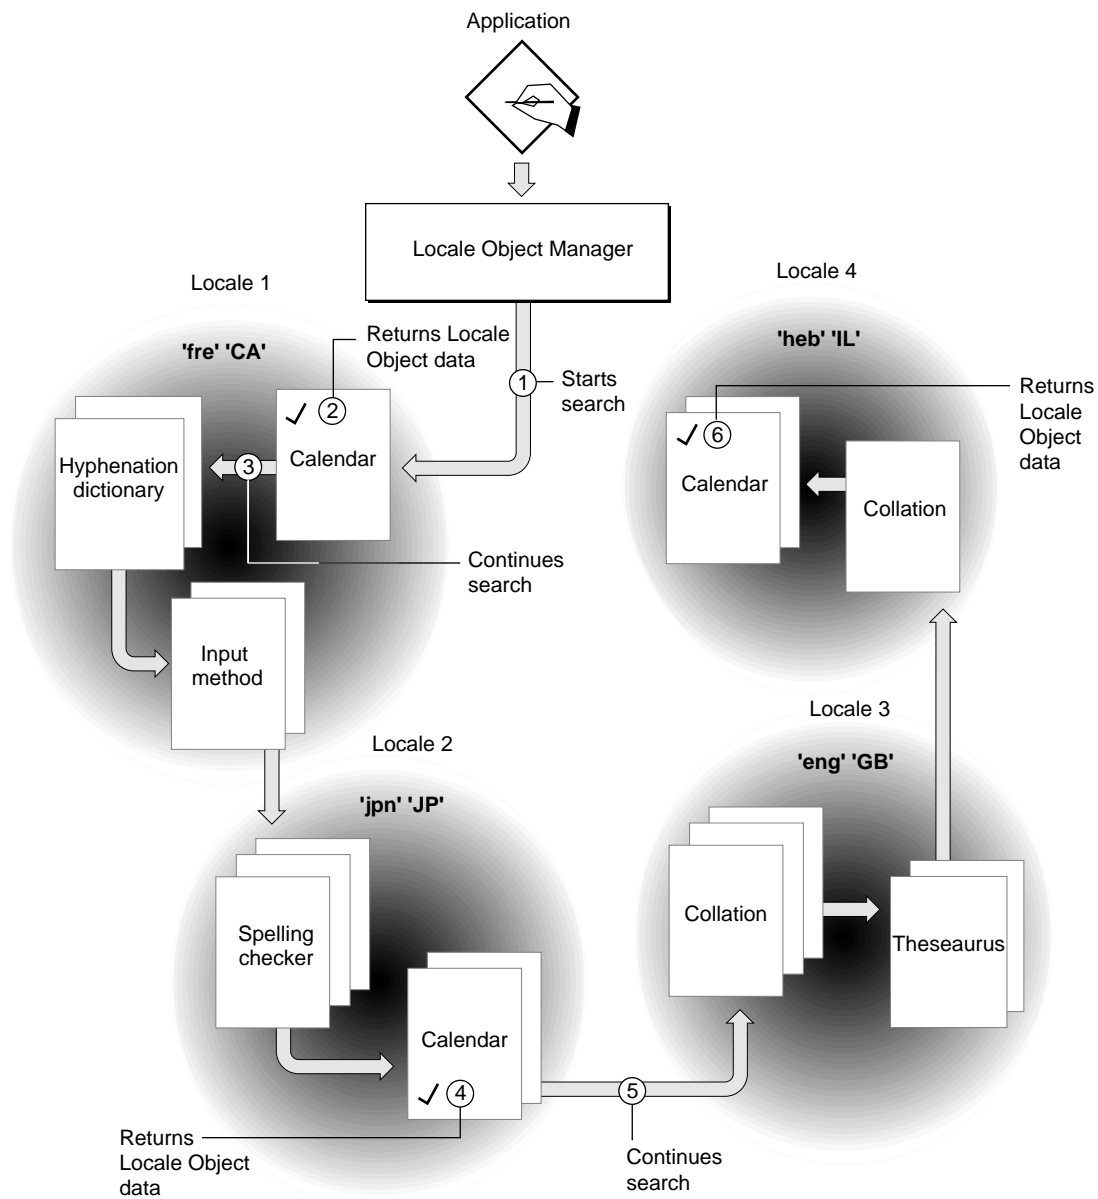 Application
Locale Object Manager
Locale 1
'fre' 'CA'
Returns Locale
Object data
1
Starts
search
2
Calendar
3
Hyphenation
dictionary
Continues
search
Input
method
Locale 4
'heb' 'IL'
6
Returns
Locale
Object
data
Calendar
Collation
Locale 2
'jpn' 'JP'
Spelling
checker
Calendar
4
Returns
Locale Object
data
5
Continues
search
Locale 3
'eng' 'GB'
Collation
Theseaurus